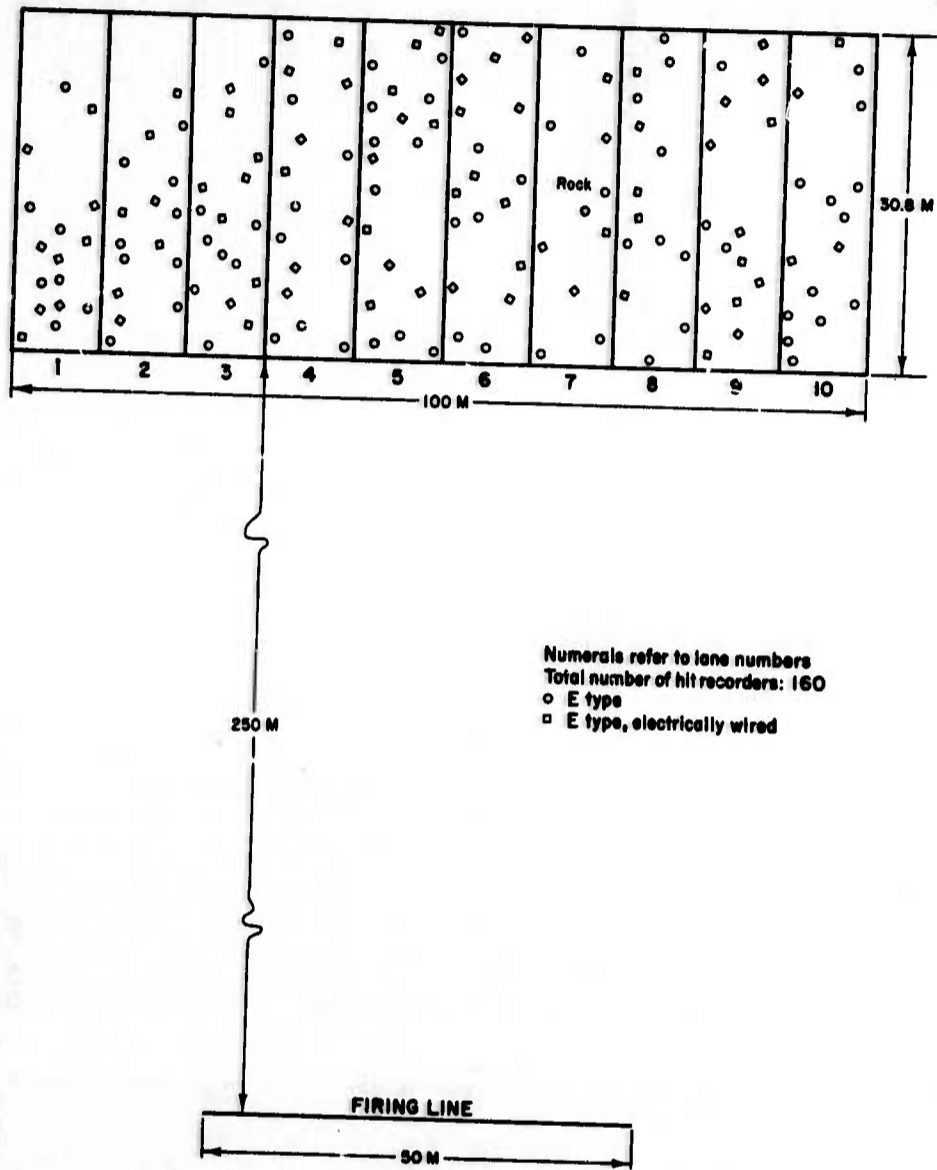 Rock
30.8 M
1 2 3 4 5 6 7 8 9 10
100 M
Numerals refer to lane numbers
Total number of hit recorders: 160
○ E type
□ E type, electrically wired
250 M
FIRING LINE
50 M